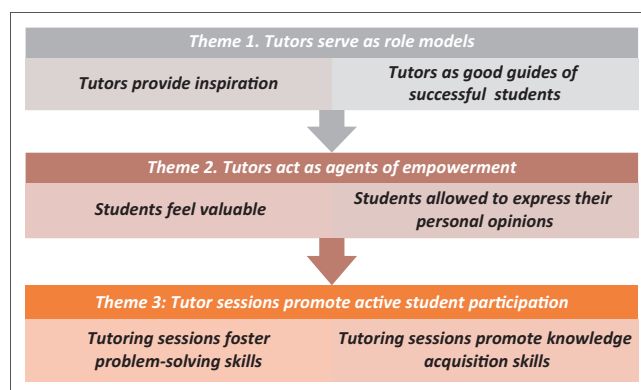 Theme 1. Tutors serve as role models
Tutors provide inspiration
Tutors as good guides of
successful students
Theme 2. Tutors act as agents of empowerment
Students feel valuable
Students allowed to express their
personal opinions
Theme 3: Tutor sessions promote active student participation
Tutoring sessions foster
problem-solving skills
Tutoring sessions promote knowledge
acquisition skills